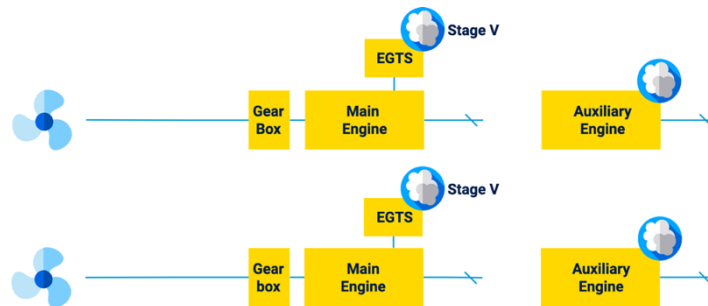 Stage V
EGTS
Gear
Box
Main
Engine
Auxiliary
Engine
Stage V
EGTS
Gear
box
Main
Engine
Auxiliary
Engine